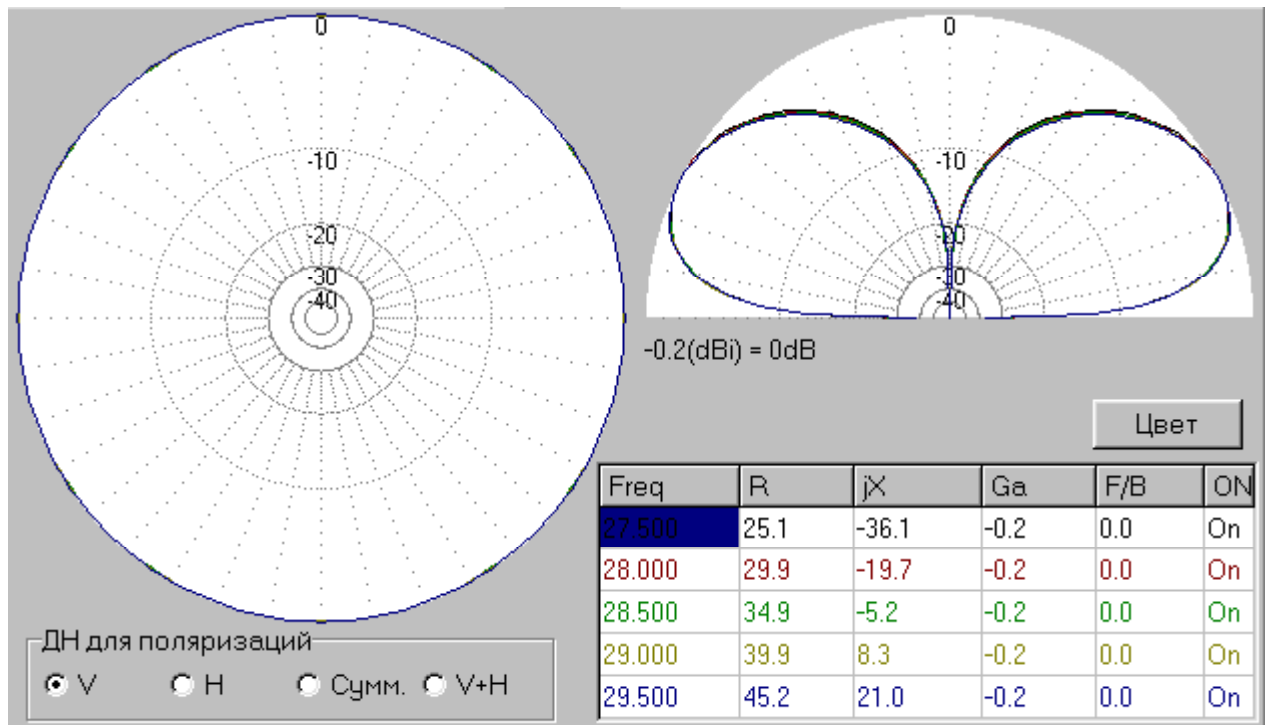 0
-10
-20
-30
-40
0
-10
-20
-30
-40
-0.2(dBi) = 0dB
Цвет
Freq R jX Ga F/B ON
27.500 25.1 -36.1 -0.2 0.0 On
28.000 29.9 -19.7 -0.2 0.0 On
28.500 34.9 -5.2 -0.2 0.0 On
29.000 39.9 8.3 -0.2 0.0 On
29.500 45.2 21.0 -0.2 0.0 On
ДН для поляризаций
V H Сумм. V+H